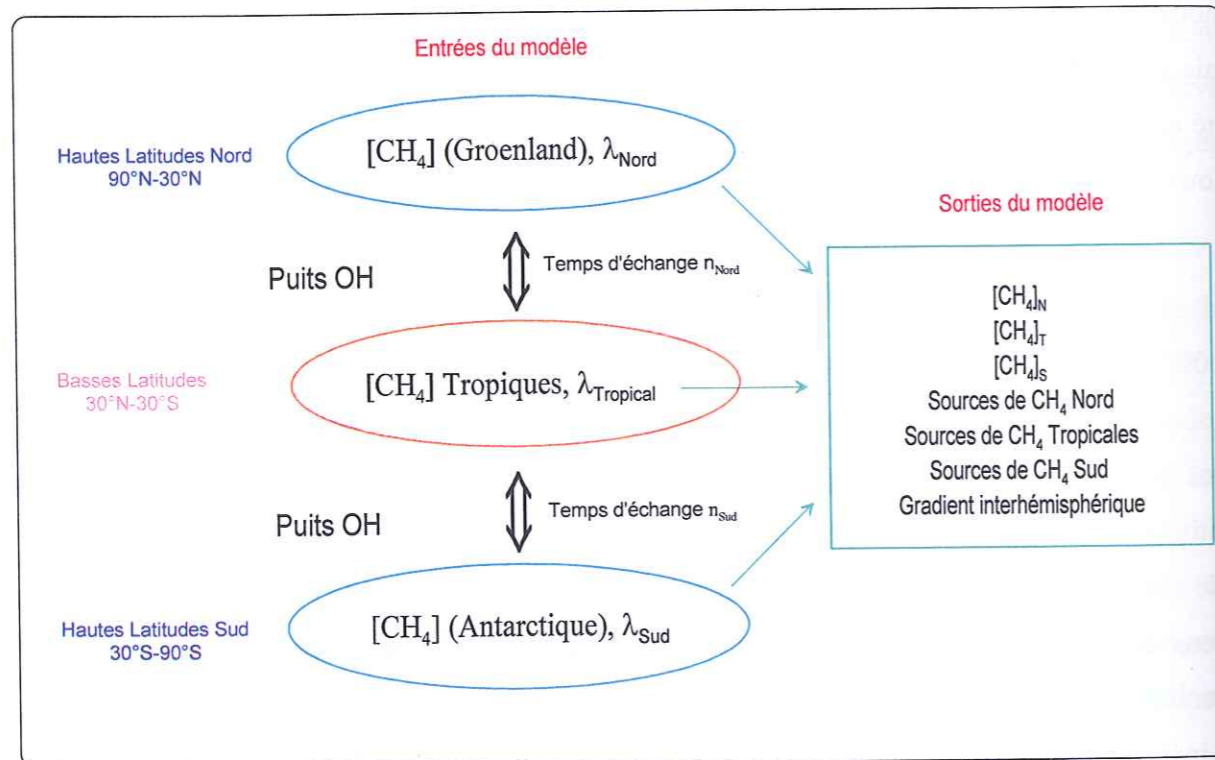 Entrées du modèle
Hautes Latitudes Nord
90°N-30°N
[CH₄] (Groenland), λNord
Puits OH
Temps d'échange nNord
Basses Latitudes
30°N-30°S
[CH₄] Tropiques, λTropical
Puits OH
Temps d'échange nSud
Hautes Latitudes Sud
30°S-90°S
[CH₄] (Antarctique), λSud
Sorties du modèle
[CH₄]N
[CH₄]T
[CH₄]S
Sources de CH₄ Nord
Sources de CH₄ Tropicales
Sources de CH₄ Sud
Gradient interhémisphérique